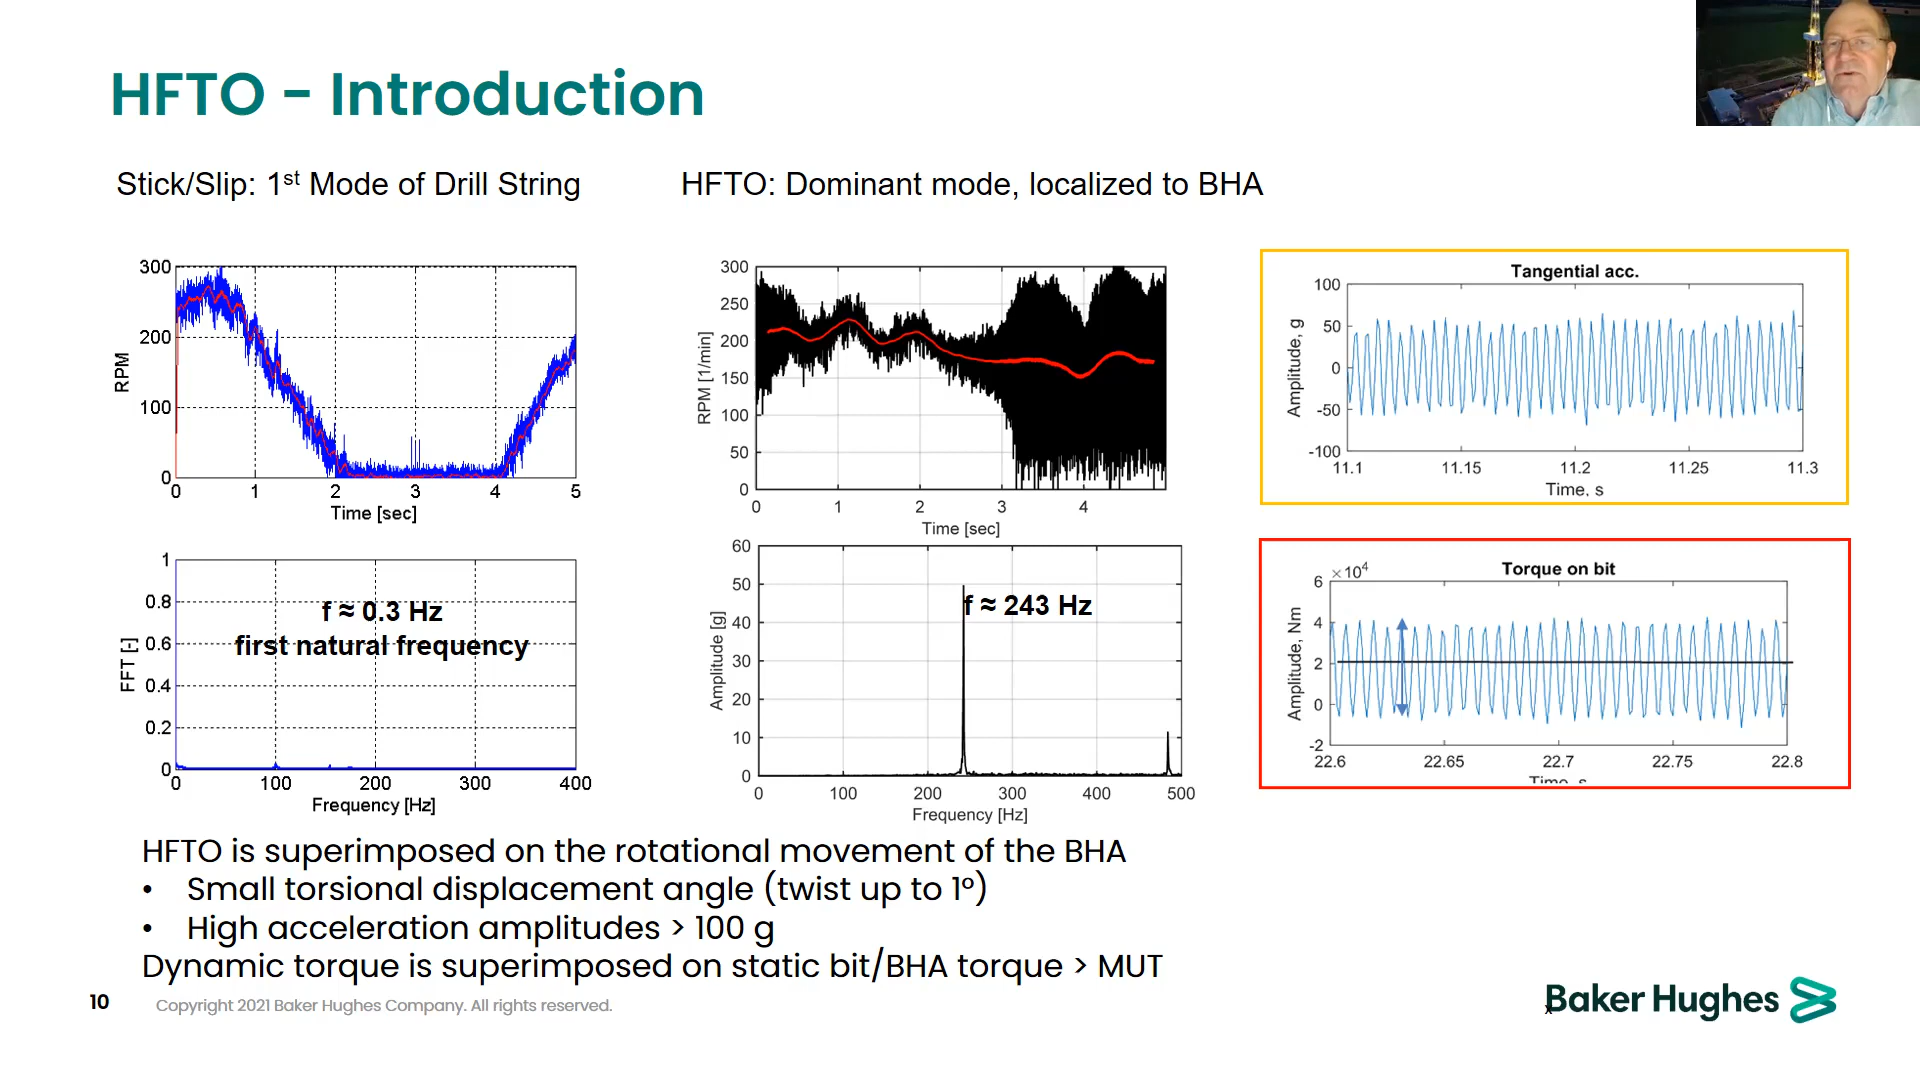 HFTO - Introduction
Stick/Slip: 1st Mode of Drill String
HFTO: Dominant mode, localized to BHA
300
200
100
0
RPM
0 1 2 3 4 5
Time [sec]
300
250
200
150
100
50
0
RPM [1/min]
0 1 2 3 4
Time [sec]
Tangential acc.
100
50
0
-50
-100
Amplitude, g
11.1 11.15 11.2 11.25 11.3
Time, s
1
0.8
0.6
0.4
0.2
0
FFT [-]
f ≈ 0.3 Hz
first natural frequency
0 100 200 300 400
Frequency [Hz]
60
50
40
30
20
10
0
Amplitude [g]
f ≈ 243 Hz
0 100 200 300 400 500
Frequency [Hz]
×10⁴
Torque on bit
6
4
2
0
-2
Amplitude, Nm
22.6 22.65 22.7 22.75 22.8
Time, s
HFTO is superimposed on the rotational movement of the BHA
• Small torsional displacement angle (twist up to 1°)
• High acceleration amplitudes > 100 g
Dynamic torque is superimposed on static bit/BHA torque > MUT
10
Copyright 2021 Baker Hughes Company. All rights reserved.
x
Baker Hughes